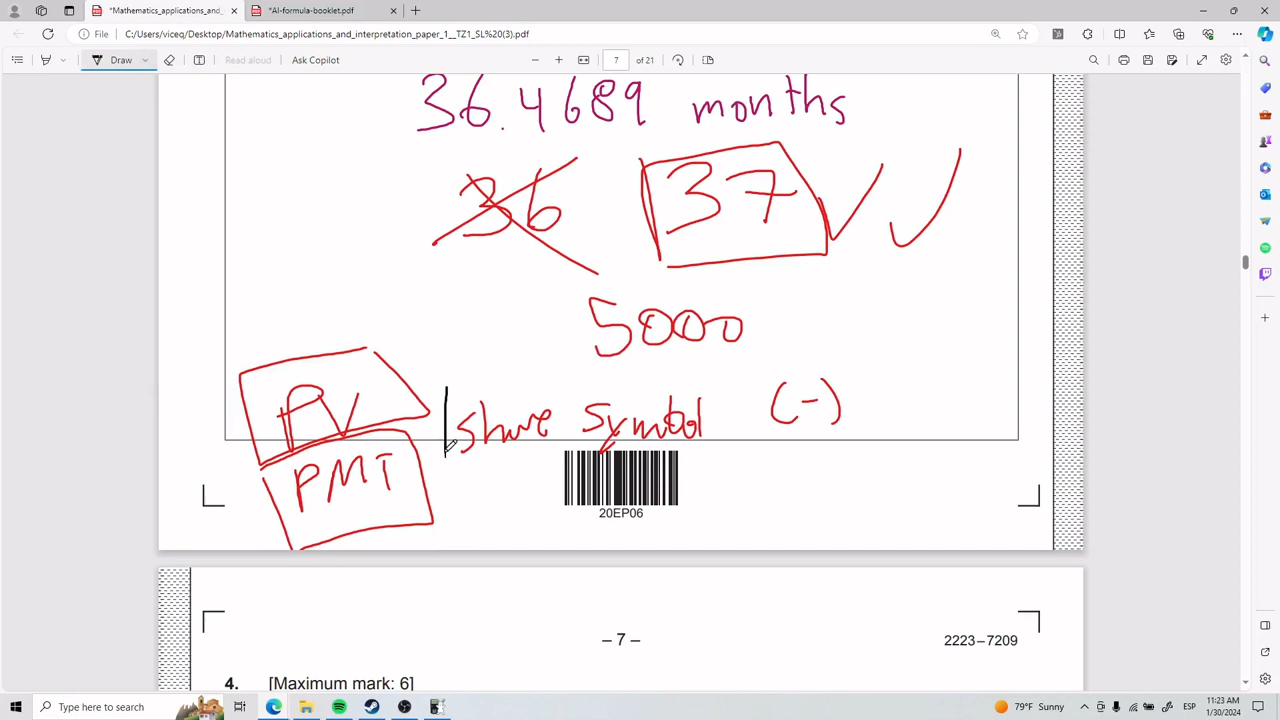 *Mathematics_applications_and_ *AI-formula-booklet.pdf
File C:/Users/viceq/Desktop/Mathematics_applications_and_interpretation_paper_1__TZ1_SL%20(3).pdf
Draw Read aloud Ask Copilot 7 of 21
36.4689 months
36 37
5000
PV share symbol (-)
PMT
20EP06
– 7 –
2223–7209
4. [Maximum mark: 6]
Type here to search 79°F Sunny ESP 11:23 AM
1/30/2024